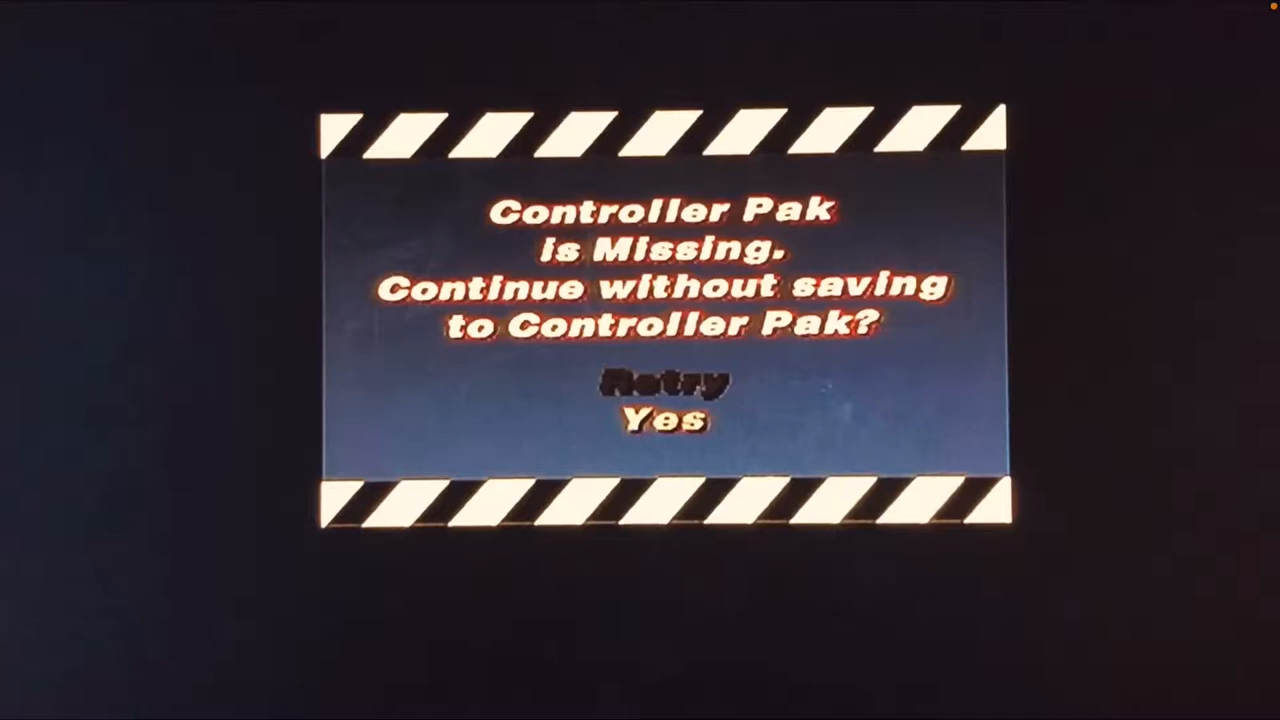 Controller Pak
is Missing.
Continue without saving
to Controller Pak?
Retry
Yes